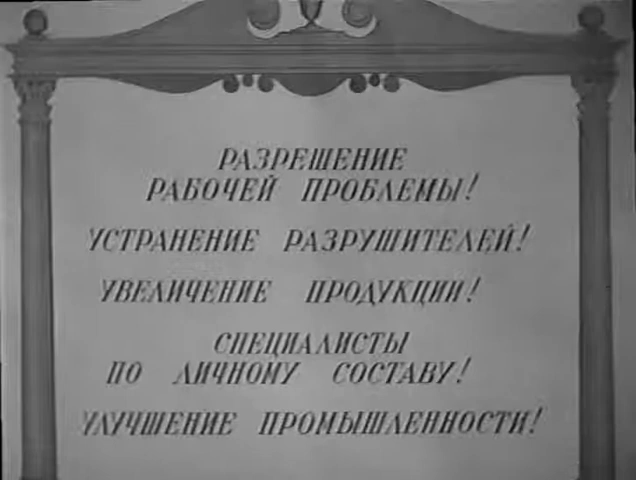 РАЗРЕШЕНИЕ
РАБОЧЕЙ ПРОБЛЕМЫ!
УСТРАНЕНИЕ РАЗРУШИТЕЛЕЙ!
УВЕЛИЧЕНИЕ ПРОДУКЦИИ!
СПЕЦИАЛИСТЫ
ПО ЛИЧНОМУ СОСТАВУ!
УЛУЧШЕНИЕ ПРОМЫШЛЕННОСТИ!